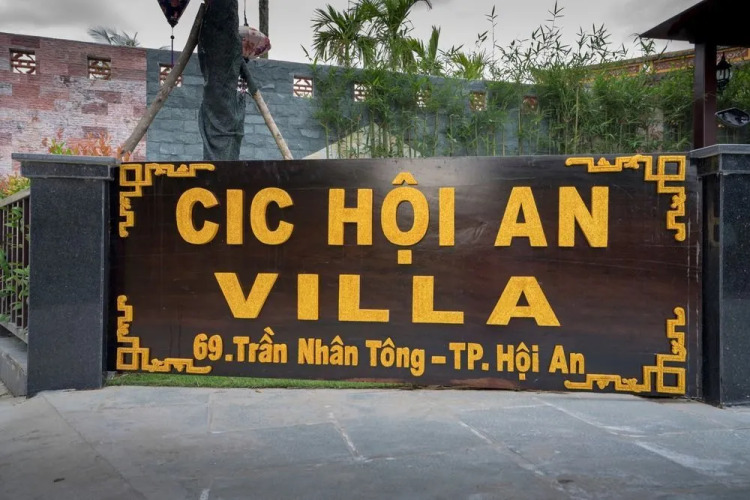 CIC HỘI AN
VILLA
69.Trần Nhân Tông - TP. Hội An